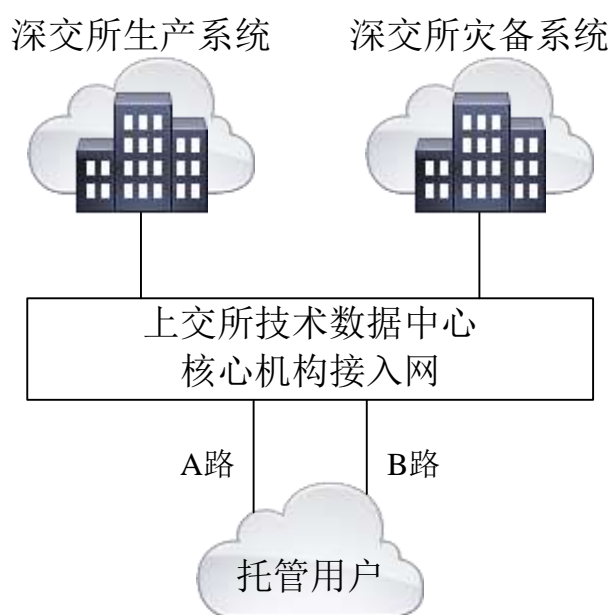 深交所生产系统
深交所灾备系统
上交所技术数据中心
核心机构接入网
A路
B路
托管用户